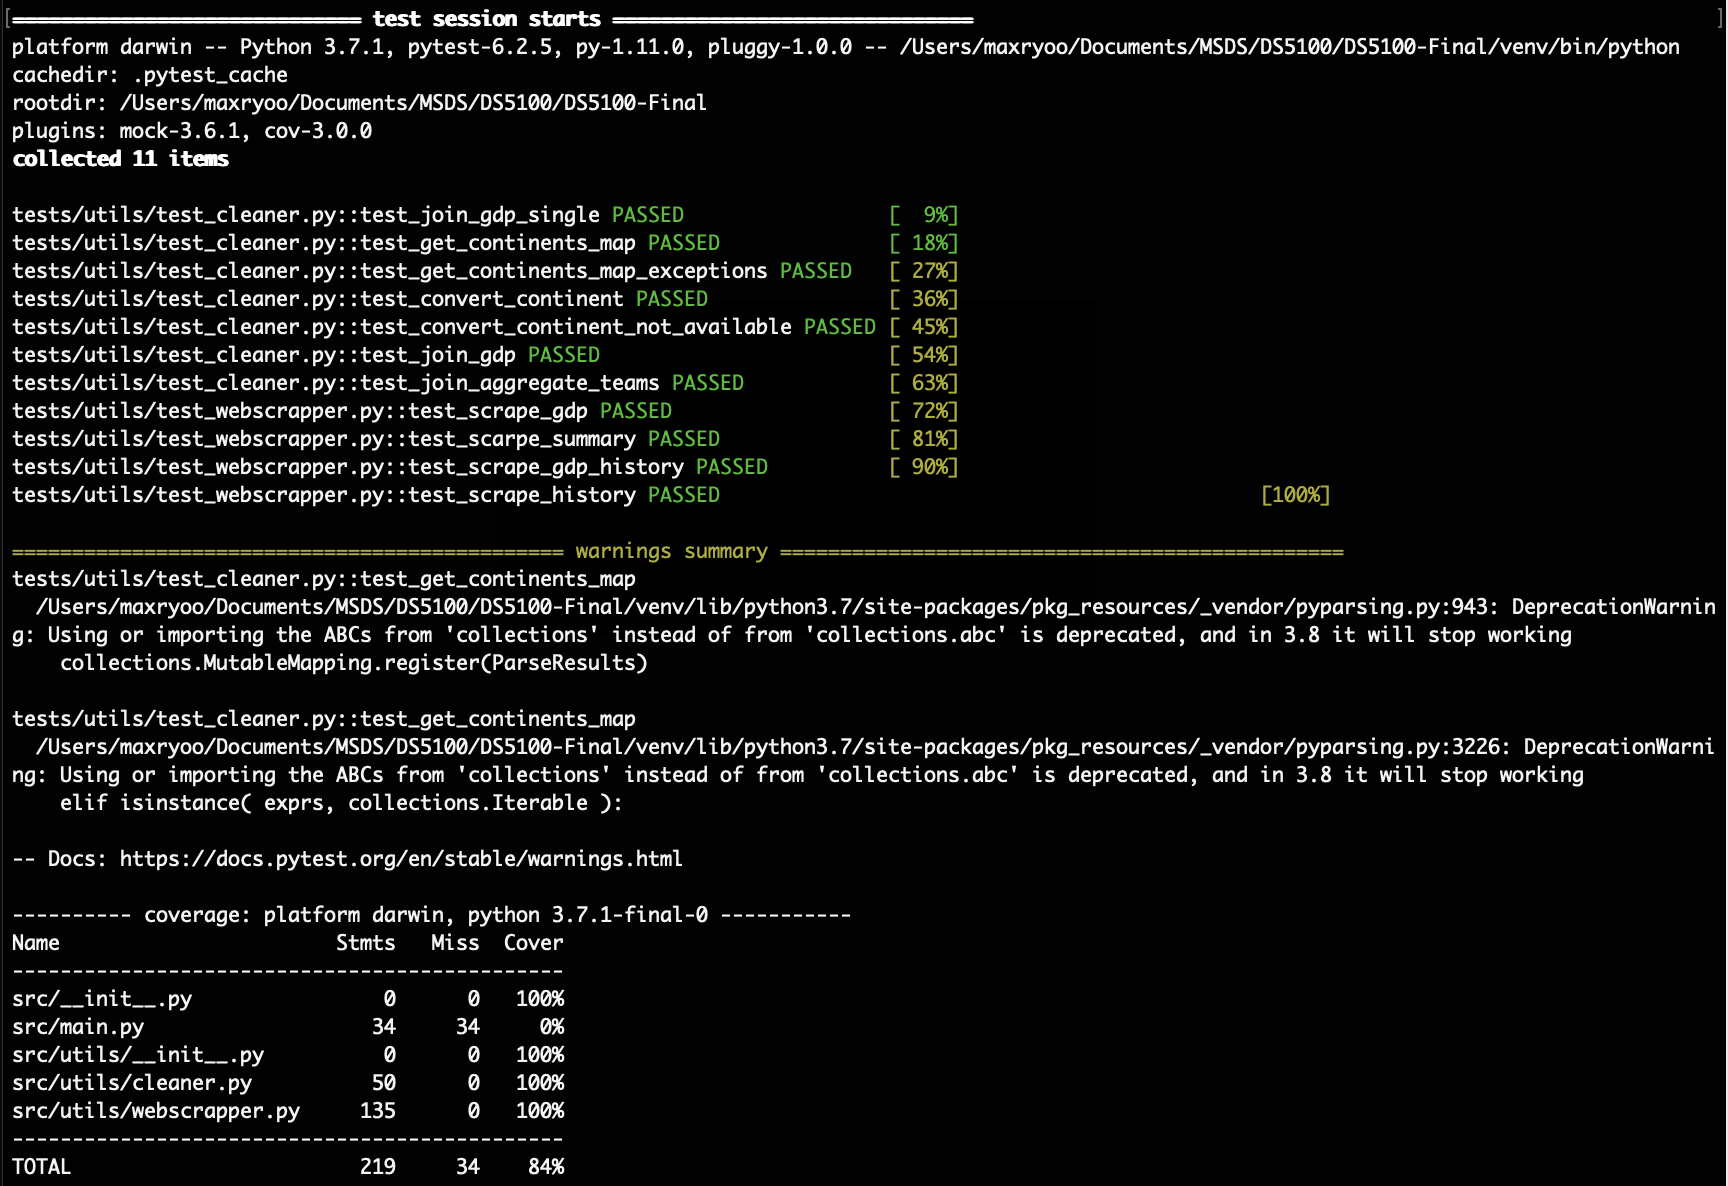 [============================= test session starts ============================== ]
platform darwin -- Python 3.7.1, pytest-6.2.5, py-1.11.0, pluggy-1.0.0 -- /Users/maxryoo/Documents/MSDS/DS5100/DS5100-Final/venv/bin/python
cachedir: .pytest_cache
rootdir: /Users/maxryoo/Documents/MSDS/DS5100/DS5100-Final
plugins: mock-3.6.1, cov-3.0.0
collected 11 items
tests/utils/test_cleaner.py::test_join_gdp_single PASSED [  9%]
tests/utils/test_cleaner.py::test_get_continents_map PASSED [ 18%]
tests/utils/test_cleaner.py::test_get_continents_map_exceptions PASSED [ 27%]
tests/utils/test_cleaner.py::test_convert_continent PASSED [ 36%]
tests/utils/test_cleaner.py::test_convert_continent_not_available PASSED [ 45%]
tests/utils/test_cleaner.py::test_join_gdp PASSED [ 54%]
tests/utils/test_cleaner.py::test_join_aggregate_teams PASSED [ 63%]
tests/utils/test_webscrapper.py::test_scrape_gdp PASSED [ 72%]
tests/utils/test_webscrapper.py::test_scarpe_summary PASSED [ 81%]
tests/utils/test_webscrapper.py::test_scrape_gdp_history PASSED [ 90%]
tests/utils/test_webscrapper.py::test_scrape_history PASSED [100%]
============================================== warnings summary ===============================================
tests/utils/test_cleaner.py::test_get_continents_map
  /Users/maxryoo/Documents/MSDS/DS5100/DS5100-Final/venv/lib/python3.7/site-packages/pkg_resources/_vendor/pyparsing.py:943: DeprecationWarnin
g: Using or importing the ABCs from 'collections' instead of from 'collections.abc' is deprecated, and in 3.8 it will stop working
    collections.MutableMapping.register(ParseResults)
tests/utils/test_cleaner.py::test_get_continents_map
  /Users/maxryoo/Documents/MSDS/DS5100/DS5100-Final/venv/lib/python3.7/site-packages/pkg_resources/_vendor/pyparsing.py:3226: DeprecationWarni
ng: Using or importing the ABCs from 'collections' instead of from 'collections.abc' is deprecated, and in 3.8 it will stop working
    elif isinstance( exprs, collections.Iterable ):
-- Docs: https://docs.pytest.org/en/stable/warnings.html
---------- coverage: platform darwin, python 3.7.1-final-0 -----------
Name                       Stmts   Miss  Cover
----------------------------------------------
src/__init__.py                0      0   100%
src/main.py                   34     34     0%
src/utils/__init__.py          0      0   100%
src/utils/cleaner.py          50      0   100%
src/utils/webscrapper.py     135      0   100%
----------------------------------------------
TOTAL                        219     34    84%